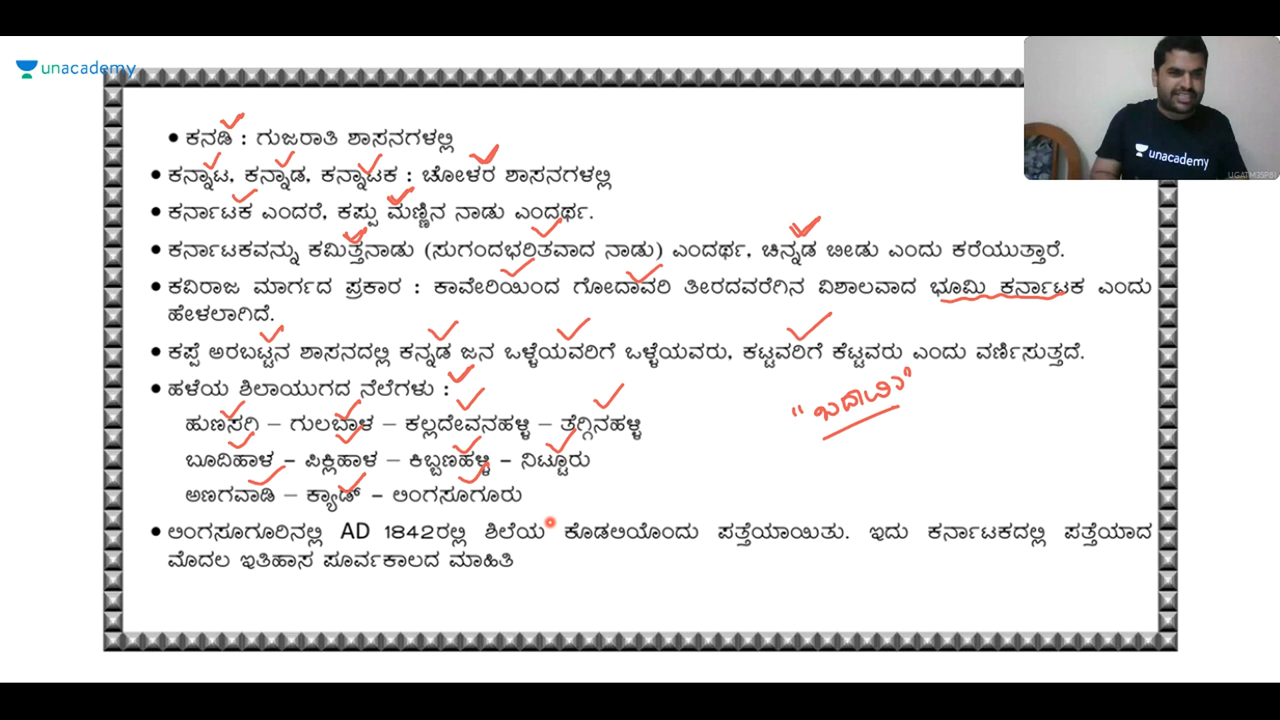 unacademy
unacademy
UGATM35P81
• ಕನಡಿ : ಗುಜರಾತಿ ಶಾಸನಗಳಲ್ಲಿ
• ಕನ್ನಾಟ, ಕನ್ನಾಡ, ಕನ್ನಾಟಕ : ಚೋಳರ ಶಾಸನಗಳಲ್ಲಿ
• ಕರ್ನಾಟಕ ಎಂದರೆ, ಕಪ್ಪು ಮಣ್ಣಿನ ನಾಡು ಎಂದರ್ಥ.
• ಕರ್ನಾಟಕವನ್ನು ಕಮಿತ್ತನಾಡು (ಸುಗಂದಭರಿತವಾದ ನಾಡು) ಎಂದರ್ಥ, ಚಿನ್ನಡ ಬೀಡು ಎಂದು ಕರೆಯುತ್ತಾರೆ.
• ಕವಿರಾಜ ಮಾರ್ಗದ ಪ್ರಕಾರ : ಕಾವೇರಿಯಿಂದ ಗೋದಾವರಿ ತೀರದವರೆಗಿನ ವಿಶಾಲವಾದ ಭೂಮಿ ಕರ್ನಾಟಕ ಎಂದು
ಹೇಳಲಾಗಿದೆ.
• ಕಪ್ಪೆ ಅರಬಟ್ಟನ ಶಾಸನದಲ್ಲಿ ಕನ್ನಡ ಜನ ಒಳ್ಳೆಯವರಿಗೆ ಒಳ್ಳೆಯವರು, ಕಟ್ಟವರಿಗೆ ಕೆಟ್ಟವರು ಎಂದು ವರ್ಣಿಸುತ್ತದೆ.
• ಹಳೆಯ ಶಿಲಾಯುಗದ ನೆಲೆಗಳು :
ಹುಣಸಗಿ – ಗುಲಬಾಳ – ಕಲ್ಲದೇವನಹಳ್ಳಿ – ತೆಗ್ಗಿನಹಳ್ಳಿ
"ಬಾದಾಮಿ"
ಬೂದಿಹಾಳ – ಪಿಕ್ಲಿಹಾಳ – ಕಿಬ್ಬಣಹಳ್ಳಿ – ನಿಟ್ಟೂರು
ಅಣಗವಾಡಿ – ಕ್ಯಾಡ್ – ಲಿಂಗಸೂಗೂರು
• ಲಿಂಗಸೂಗೂರಿನಲ್ಲಿ AD 1842ರಲ್ಲಿ ಶಿಲೆಯ ಕೊಡಲಿಯೊಂದು ಪತ್ತೆಯಾಯಿತು. ಇದು ಕರ್ನಾಟಕದಲ್ಲಿ ಪತ್ತೆಯಾದ
ಮೊದಲ ಇತಿಹಾಸ ಪೂರ್ವಕಾಲದ ಮಾಹಿತಿ